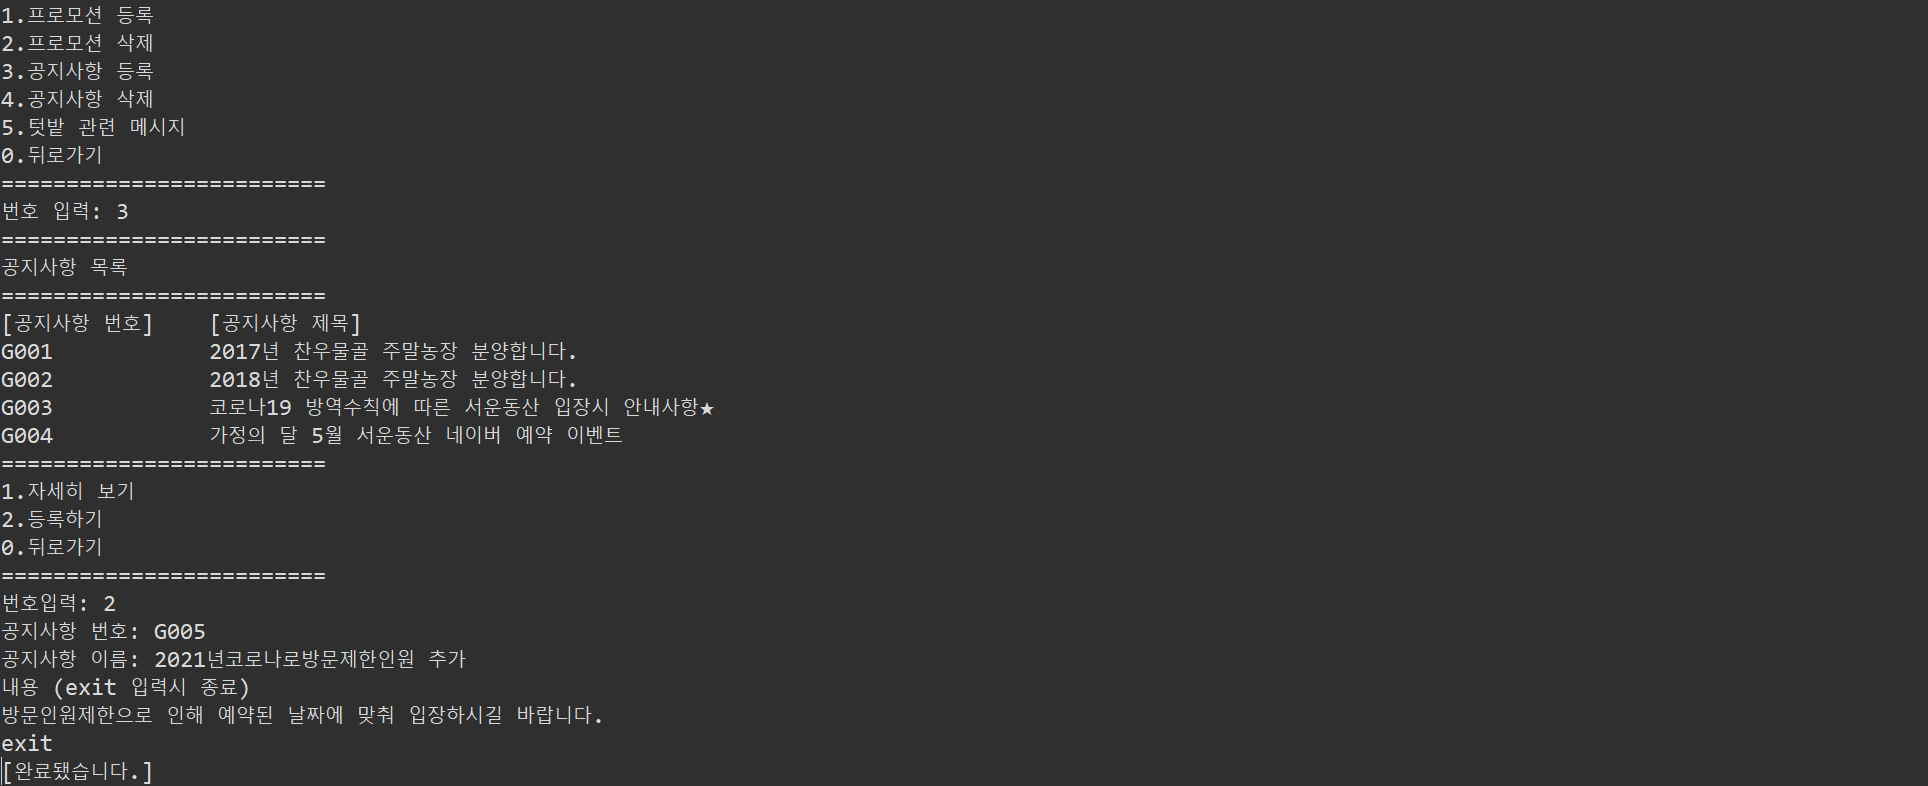 1.프로모션 등록
2.프로모션 삭제
3.공지사항 등록
4.공지사항 삭제
5.텃밭 관련 메시지
0.뒤로가기
=========================
번호 입력: 3
=========================
공지사항 목록
=========================
[공지사항 번호] [공지사항 제목]
G001 2017년 찬우물골 주말농장 분양합니다.
G002 2018년 찬우물골 주말농장 분양합니다.
G003 코로나19 방역수칙에 따른 서운동산 입장시 안내사항★
G004 가정의 달 5월 서운동산 네이버 예약 이벤트
=========================
1.자세히 보기
2.등록하기
0.뒤로가기
=========================
번호입력: 2
공지사항 번호: G005
공지사항 이름: 2021년코로나로방문제한인원 추가
내용 (exit 입력시 종료)
방문인원제한으로 인해 예약된 날짜에 맞춰 입장하시길 바랍니다.
exit
[완료됐습니다.]